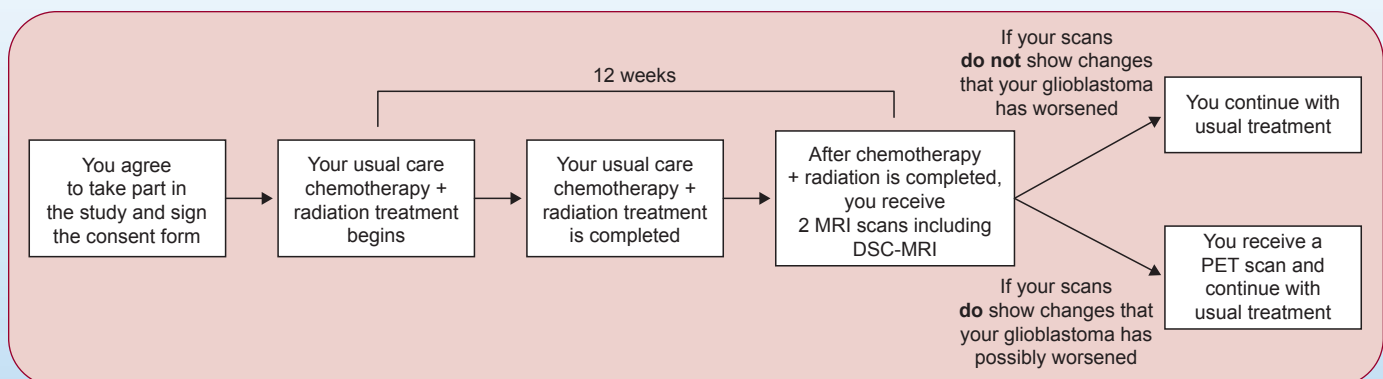 12 weeks
You agree
to take part in
the study and sign
the consent form
Your usual care
chemotherapy +
radiation treatment
begins
Your usual care
chemotherapy +
radiation treatment
is completed
After chemotherapy
+ radiation is completed,
you receive
2 MRI scans including
DSC-MRI
If your scans
do not show changes
that your glioblastoma
has worsened
You continue with
usual treatment
If your scans
do show changes that
your glioblastoma has
possibly worsened
You receive a
PET scan and
continue with
usual treatment